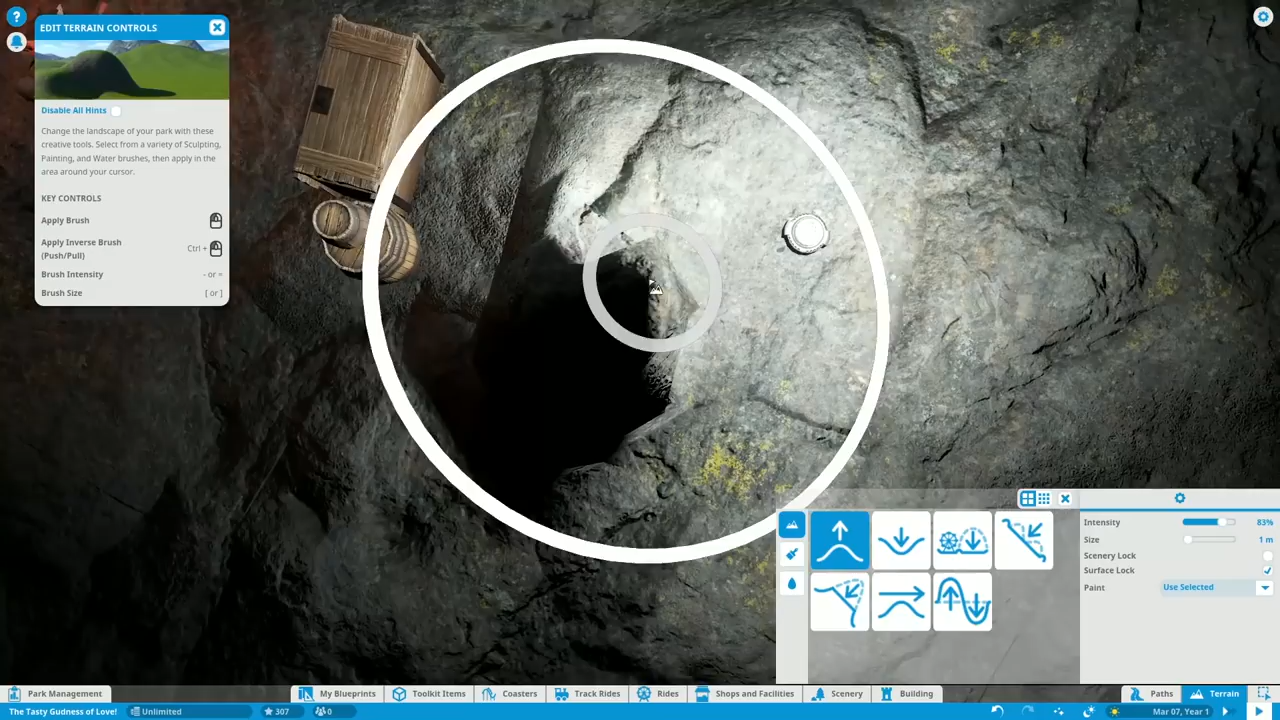 ?
EDIT TERRAIN CONTROLS
Disable All Hints
Change the landscape of your park with these
creative tools. Select from a variety of Sculpting,
Painting, and Water brushes, then apply in the
area around your cursor.
KEY CONTROLS
Apply Brush
Apply Inverse Brush
(Push/Pull)
Ctrl +
Brush Intensity
- or =
Brush Size
[ or ]
Intensity
83%
Size
1 m
Scenery Lock
Surface Lock
Paint
Use Selected
Park Management
My Blueprints
Toolkit Items
Coasters
Track Rides
Rides
Shops and Facilities
Scenery
Building
Paths
Terrain
The Tasty Gudness of Love!
Unlimited
307
0
Mar 07, Year 1